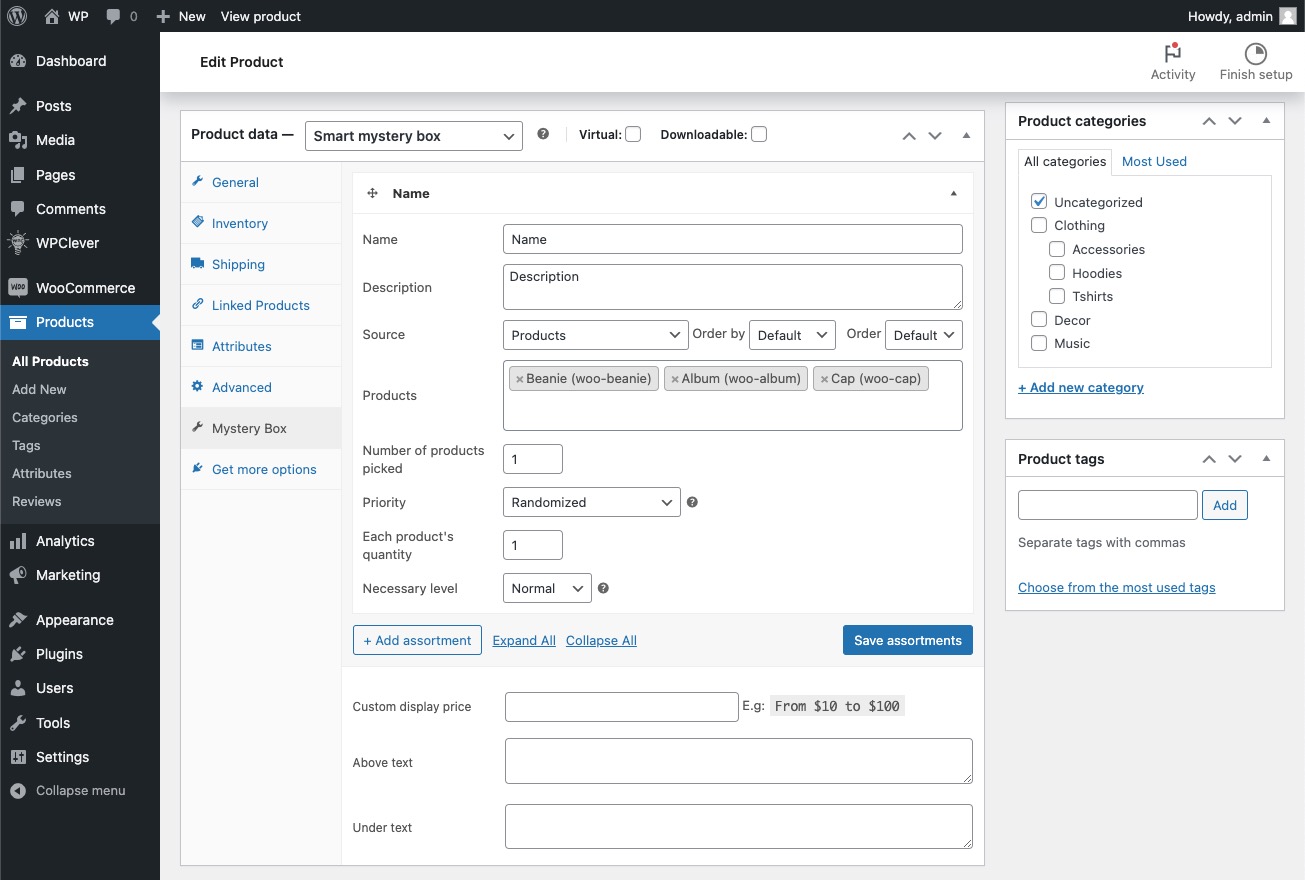 WP 0 New View product Howdy, admin
Dashboard
Posts
Media
Pages
Comments
WPClever
WOO WooCommerce
Products
All Products
Add New
Categories
Tags
Attributes
Reviews
Analytics
Marketing
Appearance
Plugins
Users
Tools
Settings
Collapse menu
Edit Product
Activity
Finish setup
Product data — Smart mystery box ? Virtual: Downloadable:
General
Inventory
Shipping
Linked Products
Attributes
Advanced
Mystery Box
Get more options
Name
Name Name
Description Description
Source Products Order by Default Order Default
Products ×Beanie (woo-beanie) ×Album (woo-album) ×Cap (woo-cap)
Number of products
picked 1
Priority Randomized ?
Each product's
quantity 1
Necessary level Normal ?
+ Add assortment Expand All Collapse All Save assortments
Custom display price E.g: From $10 to $100
Above text
Under text
Product categories
All categories Most Used
Uncategorized
Clothing
Accessories
Hoodies
Tshirts
Decor
Music
+ Add new category
Product tags
Add
Separate tags with commas
Choose from the most used tags